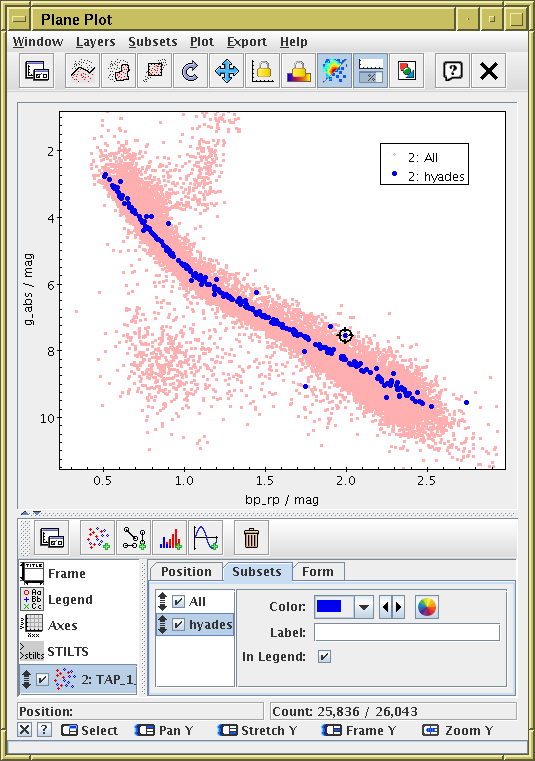 Plane Plot
Window Layers Subsets Plot Export Help
2: All
2: hyades
2
4
6
8
10
g_abs / mag
0.5 1.0 1.5 2.0 2.5
bp_rp / mag
Frame
Legend
Axes
STILTS
2: TAP_1_
Position Subsets Form
All
hyades
Color:
Label:
In Legend:
Position:
Count: 25,836 / 26,043
Select Pan Y Stretch Y Frame Y Zoom Y